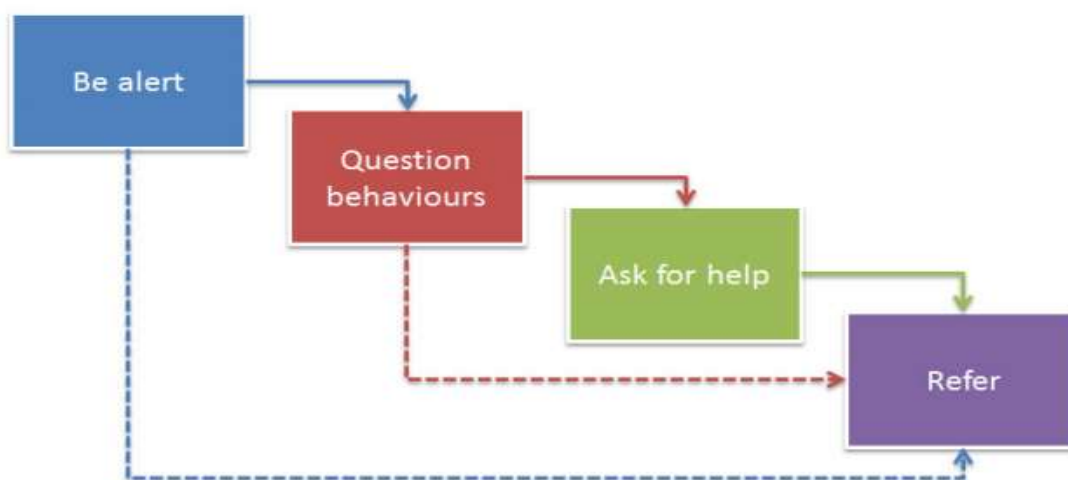 Be alert
Question
behaviours
Ask for help
Refer